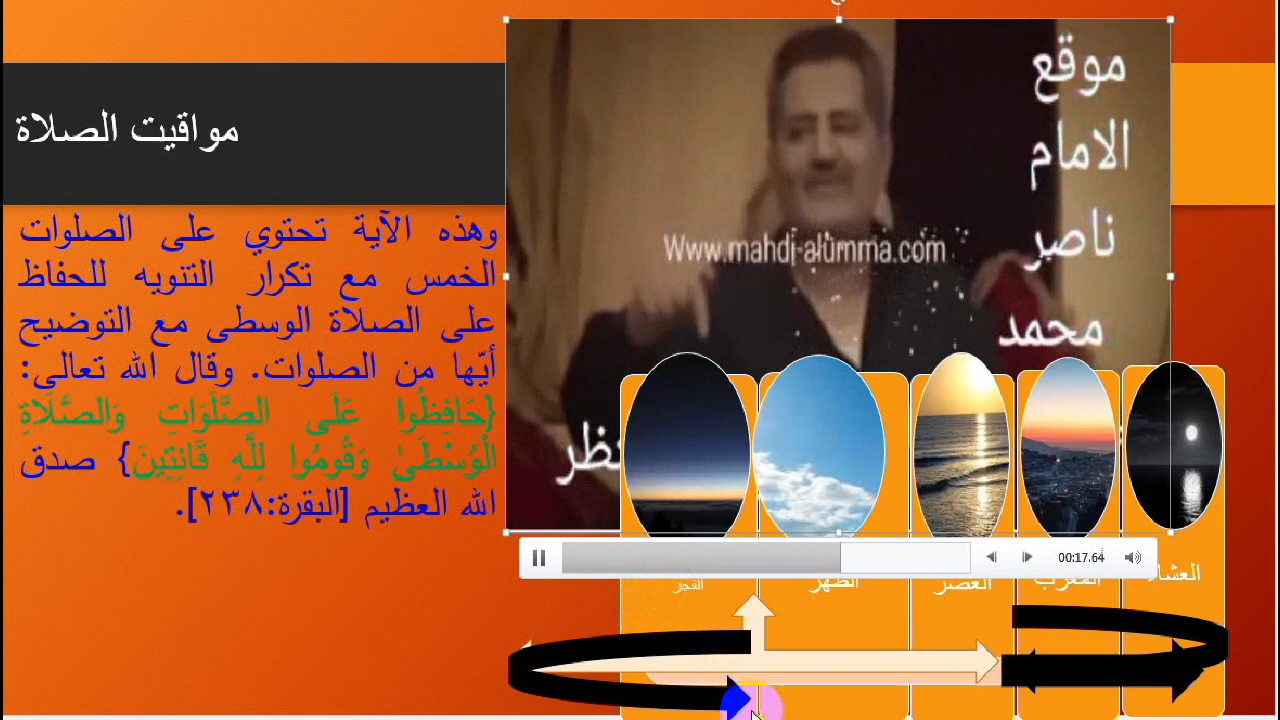 موقع
الامام
ناصر
محمد
Www.mahdi-alumma.com
مواقيت الصلاة
وهذه الآية تحتوي على الصلوات
الخمس مع تكرار التنويه للحفاظ
على الصلاة الوسطى مع التوضيح
أيّها من الصلوات. وقال الله تعالى:
{حَافِظُوا عَلَى الصَّلَوَاتِ وَالصَّلَاةِ
الْوُسْطَىٰ وَقُومُوا لِلَّهِ قَانِتِينَ} صدق
الله العظيم [البقرة:٢٣٨].
00:17.64
العشاء
المغرب
العصر
الظهر
الفجر